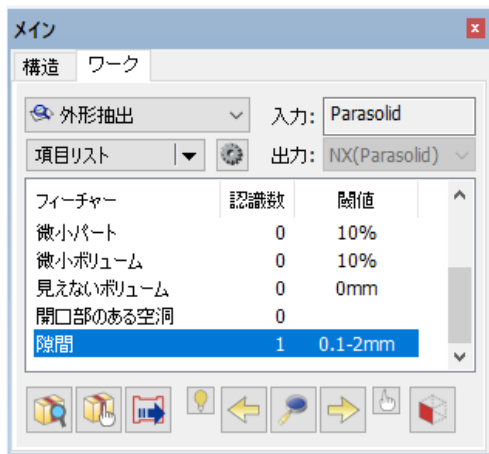 メイン
構造 ワーク
外形抽出 入力: Parasolid
項目リスト 出力: NX(Parasolid)
フィーチャー 認識数 閾値
微小パート 0 10%
微小ボリューム 0 10%
見えないボリューム 0 0mm
開口部のある空洞 0
隙間 1 0.1-2mm